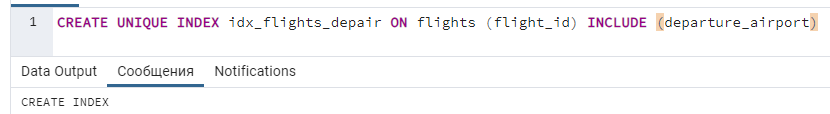 1 CREATE UNIQUE INDEX idx_flights_depair ON flights (flight_id) INCLUDE (departure_airport)
Data Output Сообщения Notifications
CREATE INDEX